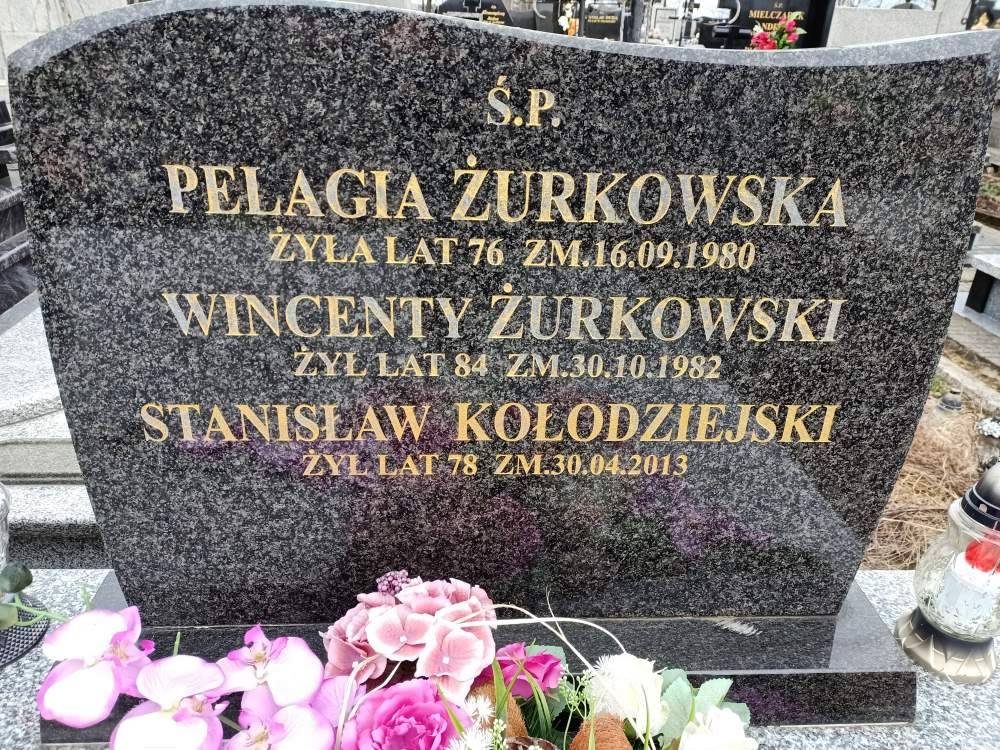 Ś.P.
PELAGIA ŻURKOWSKA
ŻYŁA LAT 76 ZM.16.09.1980
WINCENTY ŻURKOWSKI
ŻYŁ LAT 84 ZM.30.10.1982
STANISŁAW KOŁODZIEJSKI
ŻYŁ LAT 78 ZM.30.04.2013
Ś.P.
MIELCZAREK